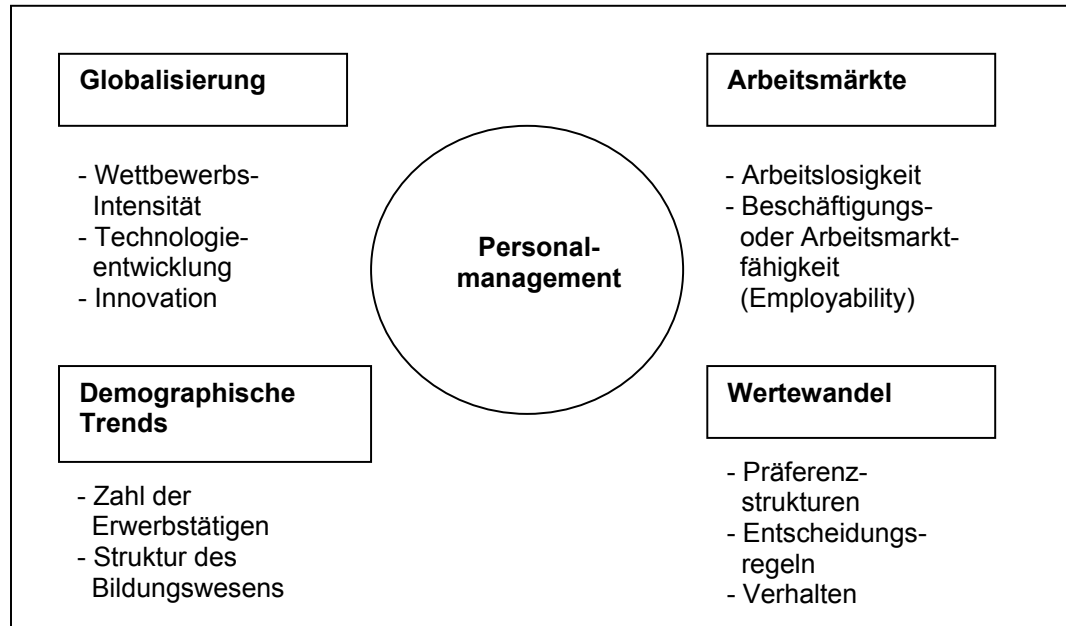 Globalisierung
- Wettbewerbs-
Intensität
- Technologie-
entwicklung
- Innovation
Arbeitsmärkte
- Arbeitslosigkeit
- Beschäftigungs-
oder Arbeitsmarkt-
fähigkeit
(Employability)
Personal-
management
Demographische
Trends
- Zahl der
Erwerbstätigen
- Struktur des
Bildungswesens
Wertewandel
- Präferenz-
strukturen
- Entscheidungs-
regeln
- Verhalten